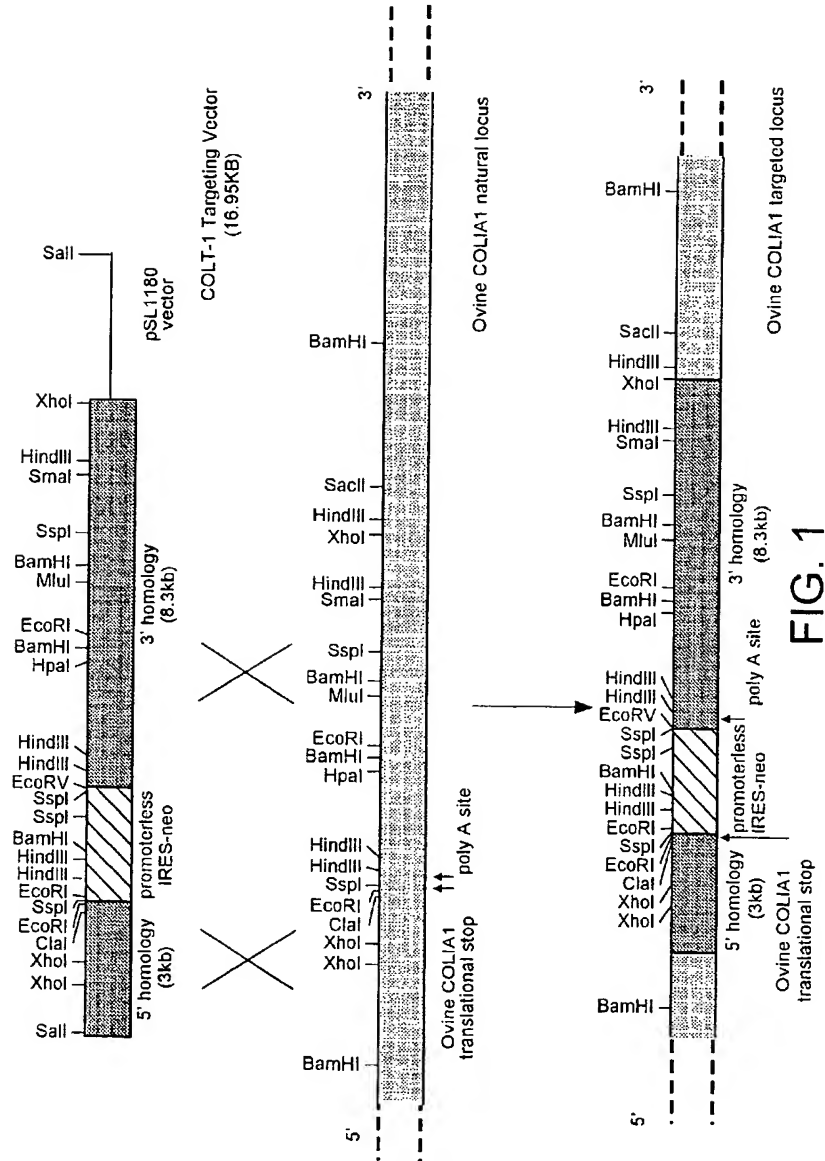 SalI
XhoI
XhoI
ClaI
EcoRI
SspI
EcoRI
HindIII
HindIII
BamHI
SspI
SspI
EcoRV
HindIII
HindIII
HpaI
BamHI
EcoRI
MluI
BamHI
SspI
SmaI
HindIII
XhoI
SalI
5' homology
(3kb)
promoterless
IRES-neo
3' homology
(8.3kb)
pSL1180
vector
COLT-1 Targeting Vector
(16.95KB)
5'
BamHI
XhoI
XhoI
ClaI
EcoRI
SspI
HindIII
HindIII
HpaI
BamHI
EcoRI
MluI
BamHI
SspI
SmaI
HindIII
XhoI
HindIII
SacII
BamHI
3'
Ovine COLIA1
translational stop
poly A site
Ovine COLIA1 natural locus
5'
BamHI
XhoI
XhoI
ClaI
EcoRI
SspI
EcoRI
HindIII
HindIII
BamHI
SspI
SspI
EcoRV
HindIII
HindIII
HpaI
BamHI
EcoRI
MluI
BamHI
SspI
SmaI
HindIII
XhoI
HindIII
SacII
BamHI
3'
5' homology
(3kb)
Ovine COLIA1
translational stop
promoterless
IRES-neo
poly A site
3' homology
(8.3kb)
Ovine COLIA1 targeted locus
FIG. 1